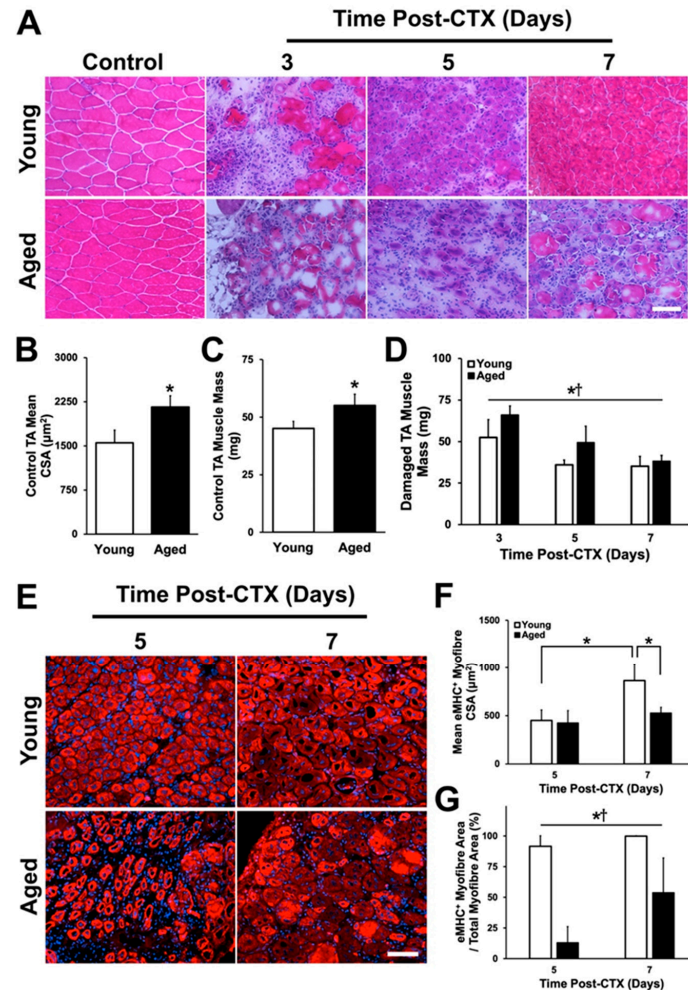 A
Time Post-CTX (Days)
Control
3
5
7
Young
Aged
B
Control TA Mean
CSA (µm²)
3000
2250
1500
750
0
*
Young
Aged
C
Control TA Muscle Mass
(mg)
75
50
25
0
*
Young
Aged
D
Damaged TA Muscle
Mass (mg)
100
75
50
25
0
Young
Aged
*†
3
5
7
Time Post-CTX (Days)
E
Time Post-CTX (Days)
5
7
Young
Aged
F
Mean eMHC⁺ Myofibre
CSA (µm²)
1500
1000
500
0
Young
Aged
*
*
5
7
Time Post-CTX (Days)
G
eMHC⁺ Myofibre Area
/ Total Myofibre Area (%)
100
75
50
25
0
*†
5
7
Time Post-CTX (Days)